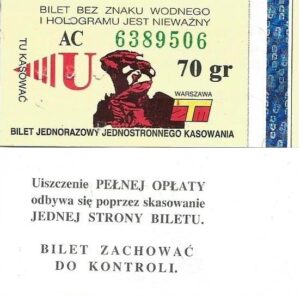 BILET BEZ ZNAKU WODNEGO
I HOLOGRAMU JEST NIEWAŻNY
TU KASOWAĆ
AC 6389506
U 70 gr
WARSZAWA
ZTM
BILET JEDNORAZOWY JEDNOSTRONNEGO KASOWANIA
Uiszczenie PEŁNEJ OPŁATY
odbywa się poprzez skasowanie
JEDNEJ STRONY BILETU.
BILET ZACHOWAĆ
DO KONTROLI.